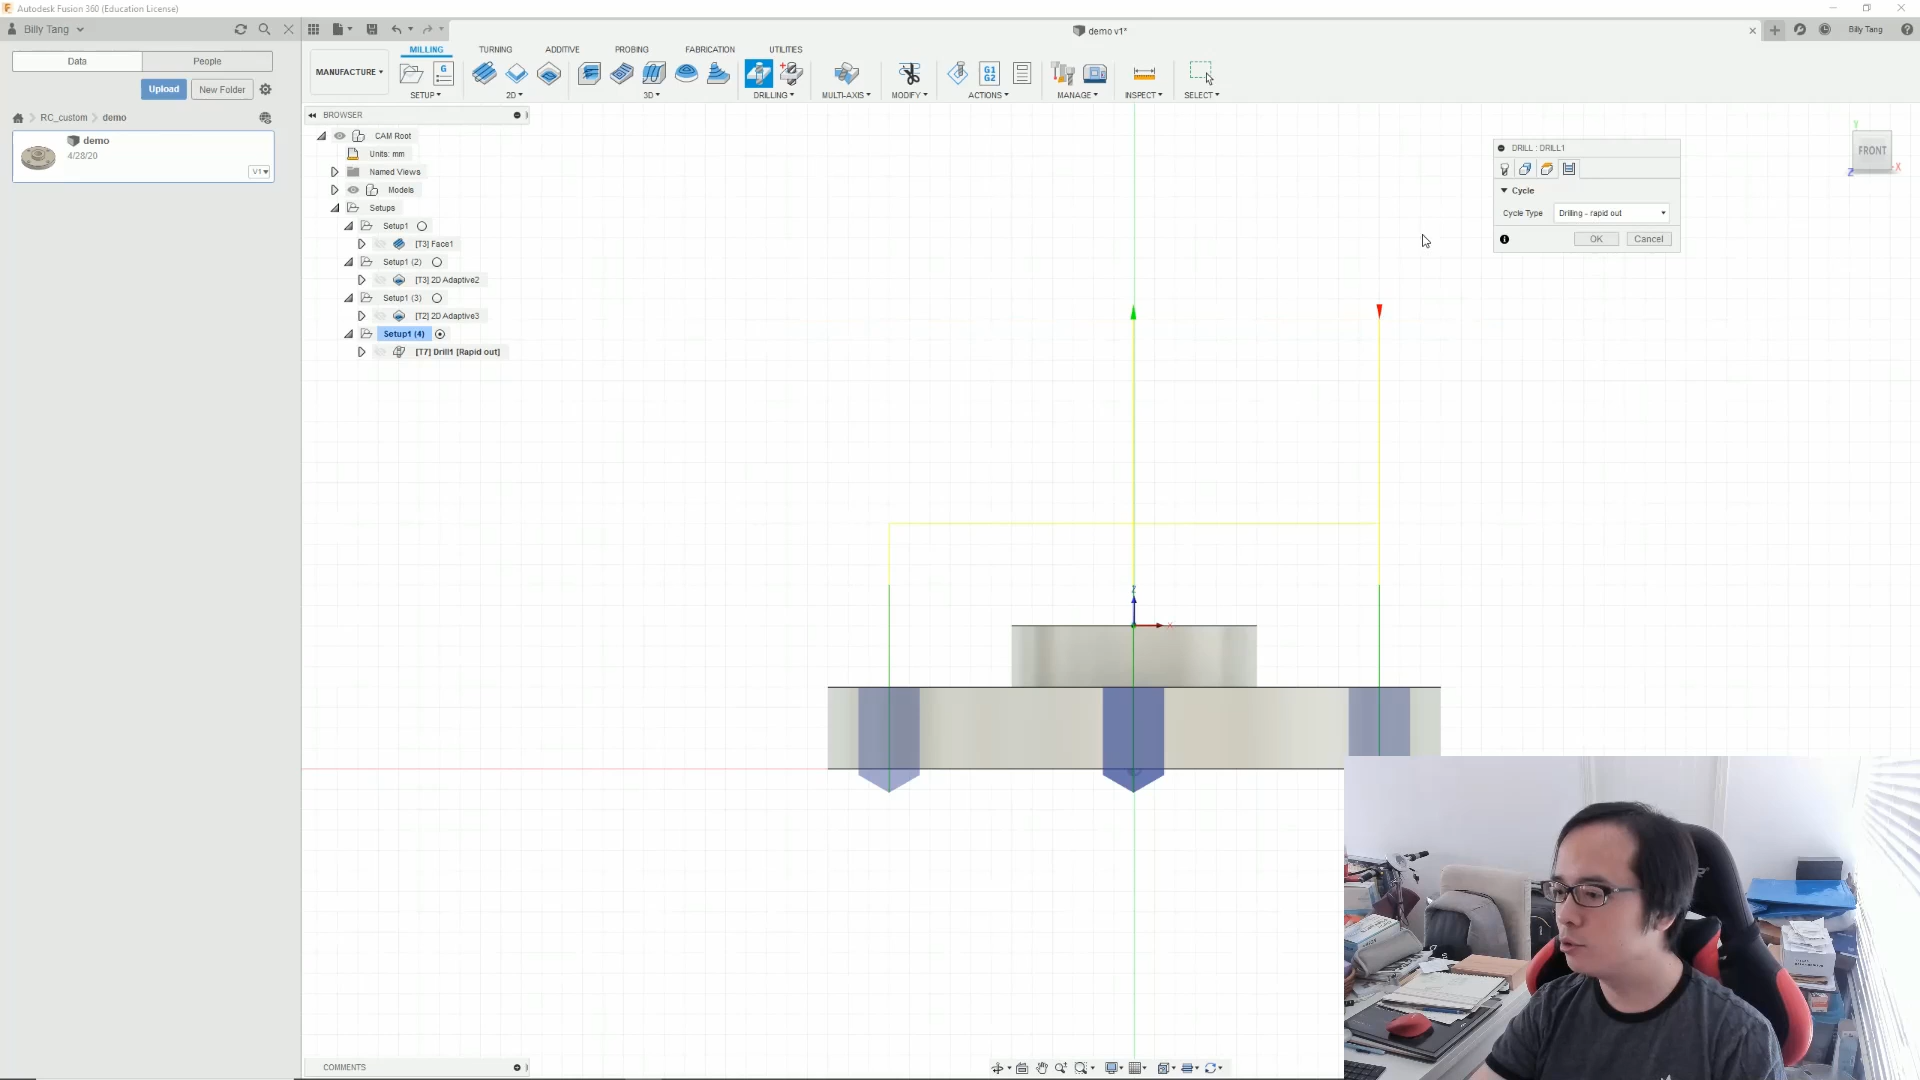 Autodesk Fusion 360 (Education License)
Billy Tang
demo v1*
Billy Tang
Data
People
Upload
New Folder
RC_custom
demo
demo
4/28/20
V1
MILLING
TURNING
ADDITIVE
PROBING
FABRICATION
UTILITIES
MANUFACTURE
G
G1
G2
SETUP
2D
3D
DRILLING
MULTI-AXIS
MODIFY
ACTIONS
MANAGE
INSPECT
SELECT
BROWSER
CAM Root
Units: mm
Named Views
Models
Setups
Setup1
[T3] Face1
Setup1 (2)
[T3] 2D Adaptive2
Setup1 (3)
[T2] 2D Adaptive3
Setup1 (4)
[T7] Drill1 [Rapid out]
DRILL : DRILL1
Cycle
Cycle Type
Drilling - rapid out
OK
Cancel
Y
FRONT
X
Z
Z
X
COMMENTS